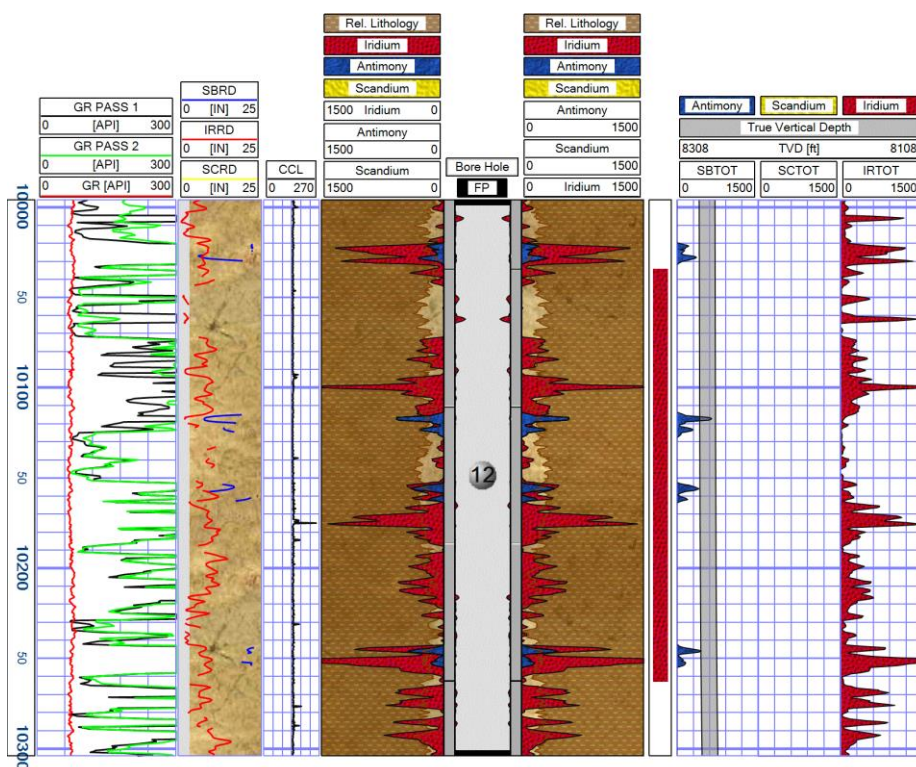 GR PASS 1
0 [API] 300
GR PASS 2
0 [API] 300
0 GR [API] 300
SBRD
0 [IN] 25
IRRD
0 [IN] 25
SCRD
0 [IN] 25
CCL
0 270
Rel. Lithology
Iridium
Antimony
Scandium
1500 Iridium 0
Antimony
1500 0
Scandium
1500 0
Bore Hole
FP
Rel. Lithology
Iridium
Antimony
Scandium
Antimony
0 1500
Scandium
0 1500
0 Iridium 1500
Antimony Scandium Iridium
True Vertical Depth
8308 TVD [ft] 8108
SBTOT SCTOT IRTOT
0 1500 0 1500 0 1500
10000
50
10100
50
10200
50
10300
12